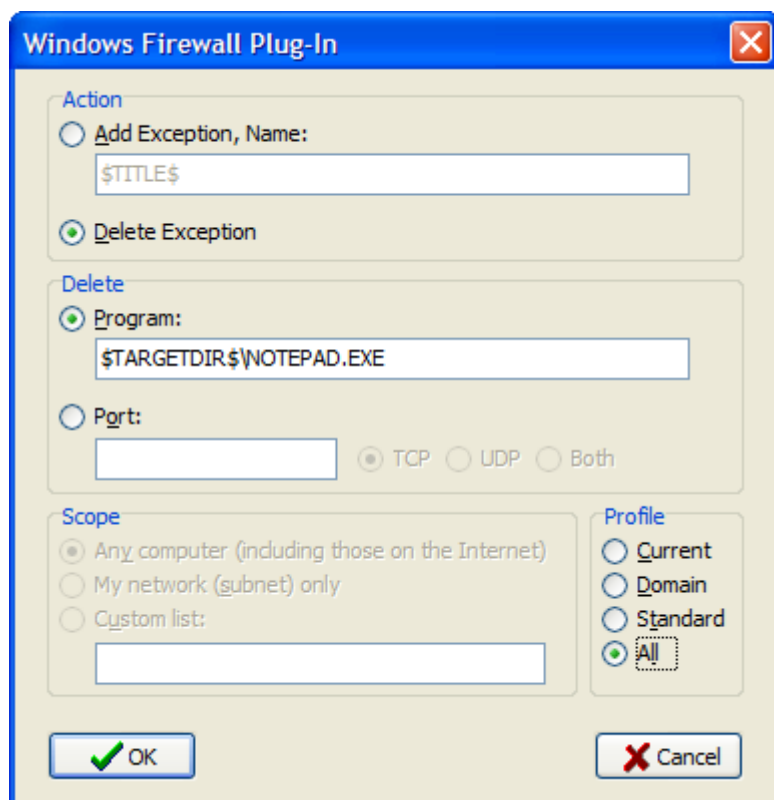 Windows Firewall Plug-In
Action
Add Exception, Name:
$TITLE$
Delete Exception
Delete
Program:
$TARGETDIR$\NOTEPAD.EXE
Port:
TCP UDP Both
Scope
Any computer (including those on the Internet)
My network (subnet) only
Custom list:
Profile
Current
Domain
Standard
All
OK Cancel